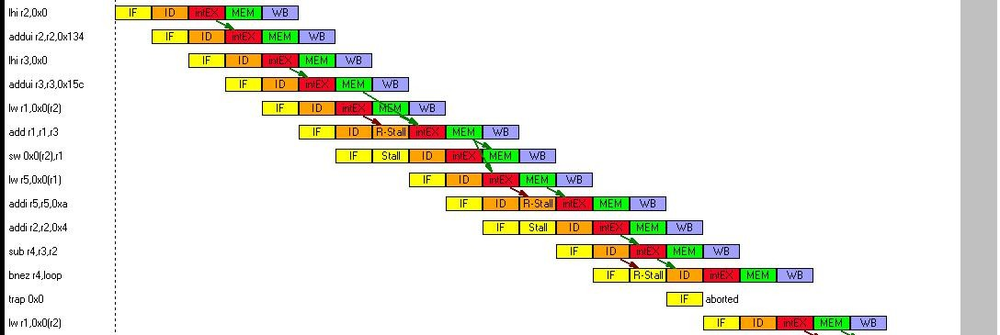 lhi r2,0x0 IF ID intEX MEM WB
addui r2,r2,0x134 IF ID intEX MEM WB
lhi r3,0x0 IF ID intEX MEM WB
addui r3,r3,0x15c IF ID intEX MEM WB
lw r1,0x0(r2) IF ID intEX MEM WB
add r1,r1,r3 IF ID R-Stall intEX MEM WB
sw 0x0(r2),r1 IF Stall ID intEX MEM WB
lw r5,0x0(r1) IF ID intEX MEM WB
addi r5,r5,0xa IF ID R-Stall intEX MEM WB
addi r2,r2,0x4 IF Stall ID intEX MEM WB
sub r4,r3,r2 IF ID intEX MEM WB
bnez r4,loop IF R-Stall ID intEX MEM WB
trap 0x0 IF aborted
lw r1,0x0(r2) IF ID intEX MEM WB